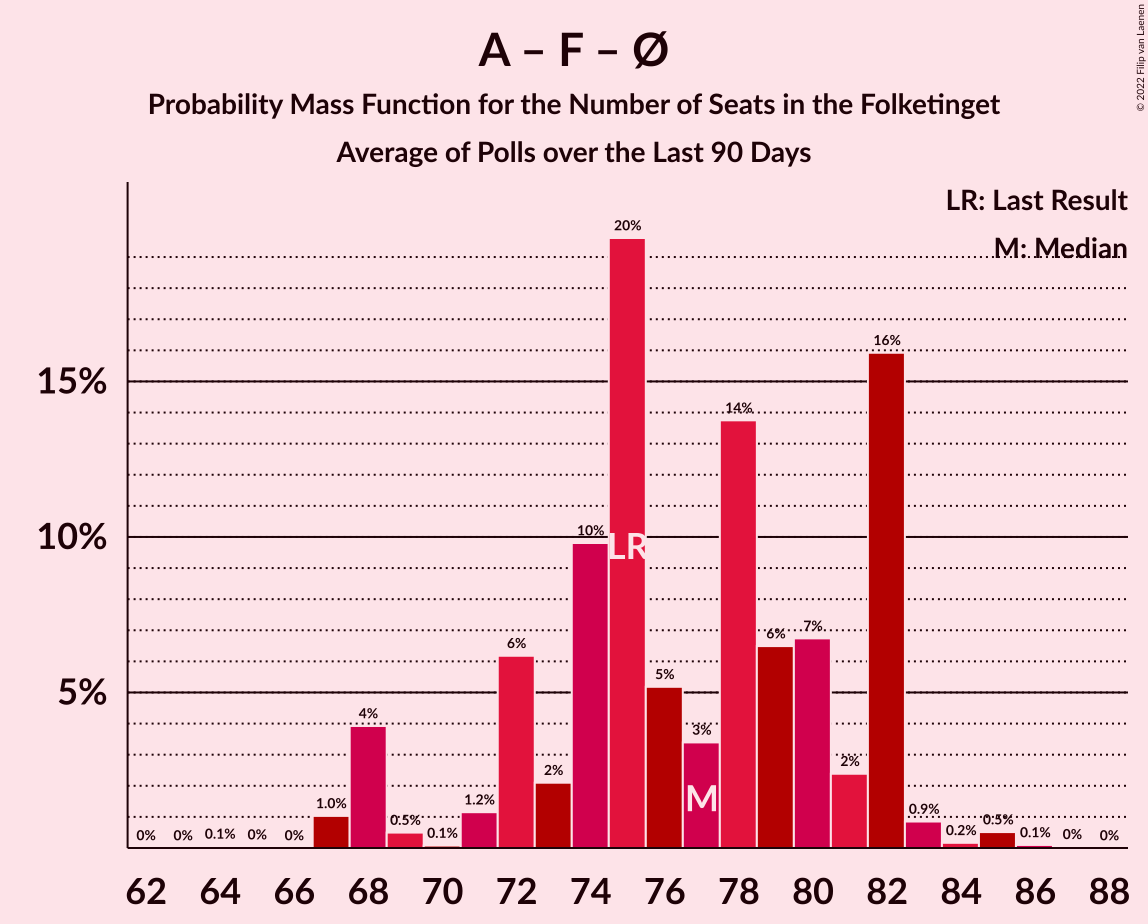 A – F – Ø
Probability Mass Function for the Number of Seats in the Folketinget
Average of Polls over the Last 90 Days
© 2022 Filip van Laenen
LR: Last Result
M: Median
15%
10%
5%
0% 0% 0.1% 0% 0% 1.0% 4% 0.5% 0.1% 1.2% 6% 2% 10% 20% 5% 3% 14% 6% 7% 2% 16% 0.9% 0.2% 0.5% 0.1% 0% 0%
LR
M
62 64 66 68 70 72 74 76 78 80 82 84 86 88